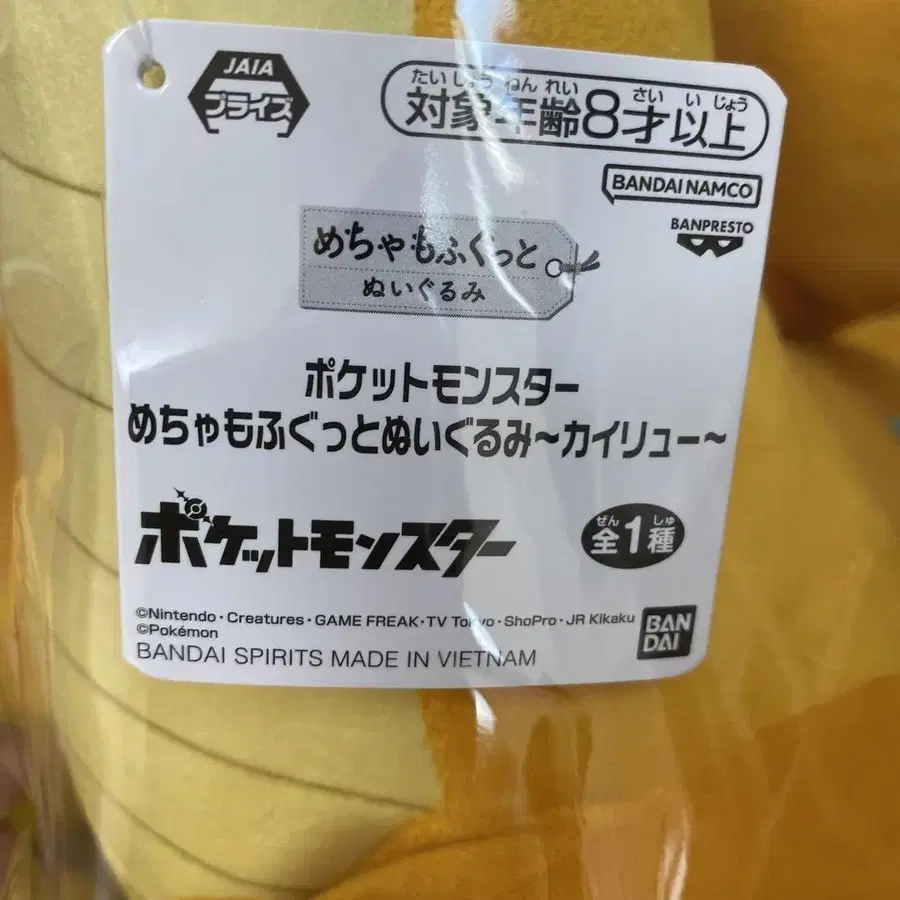 JAIA
プライズ
たいしょうねんれい さいいじょう
対象年齢8才以上
BANDAI NAMCO
BANPRESTO
めちゃもふぐっと
ぬいぐるみ
ポケットモンスター
めちゃもふぐっとぬいぐるみ~カイリュー~
ポケットモンスター
ぜん しゅ
全1種
©Nintendo・Creatures・GAME FREAK・TV Tokyo・ShoPro・JR Kikaku
©Pokémon
BANDAI SPIRITS MADE IN VIETNAM
BAN
DAI